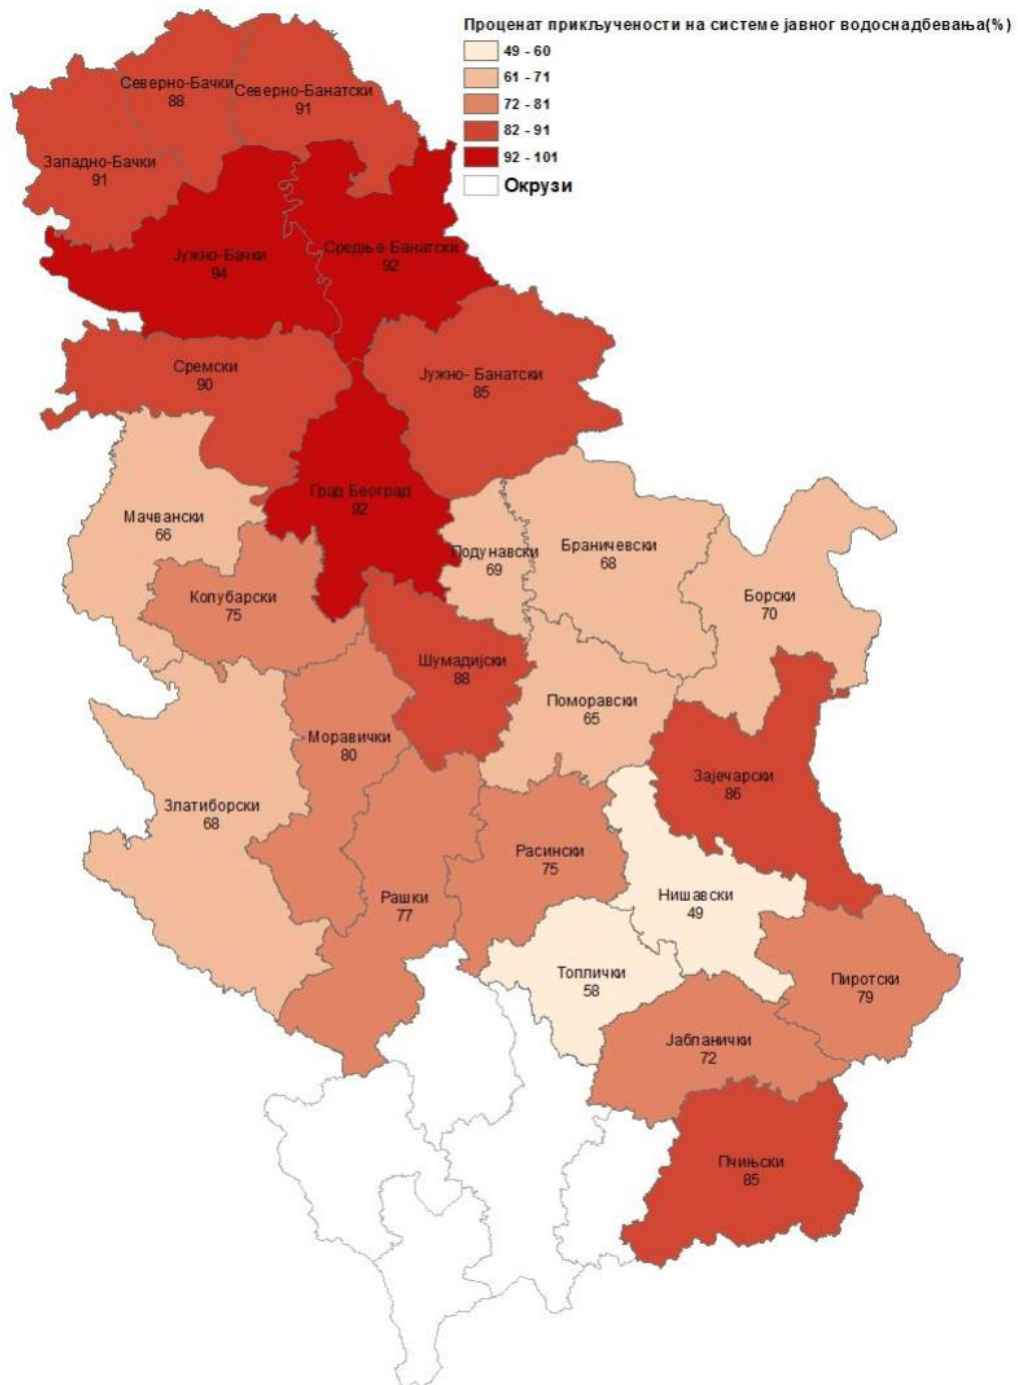 Проценат прикључености на системе јавног водоснадбевања(%)
49 - 60
61 - 71
72 - 81
82 - 91
92 - 101
Окрузи
Северно-Бачки
88
Северно-Банатски
91
Западно-Бачки
91
Јужно-Бачки
94
Средње-Банатски
92
Сремски
90
Јужно- Банатски
85
Град Београд
92
Мачвански
66
Подунавски
69
Браничевски
68
Колубарски
75
Борски
70
Шумадијски
88
Поморавски
65
Моравички
80
Зајечарски
86
Златиборски
68
Расински
75
Рашки
77
Нишавски
49
Топлички
58
Пиротски
79
Јабланички
72
Пчињски
85